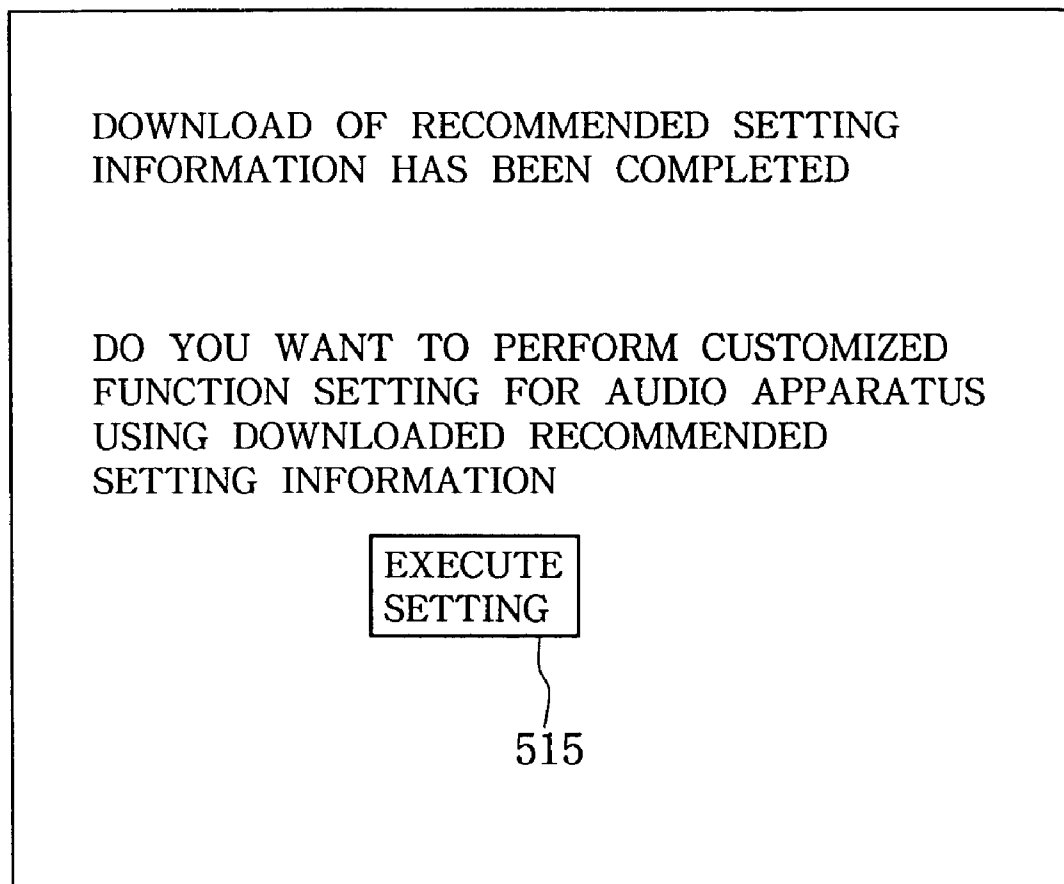 DOWNLOAD OF RECOMMENDED SETTING
INFORMATION HAS BEEN COMPLETED
DO YOU WANT TO PERFORM CUSTOMIZED
FUNCTION SETTING FOR AUDIO APPARATUS
USING DOWNLOADED RECOMMENDED
SETTING INFORMATION
EXECUTE
SETTING
515